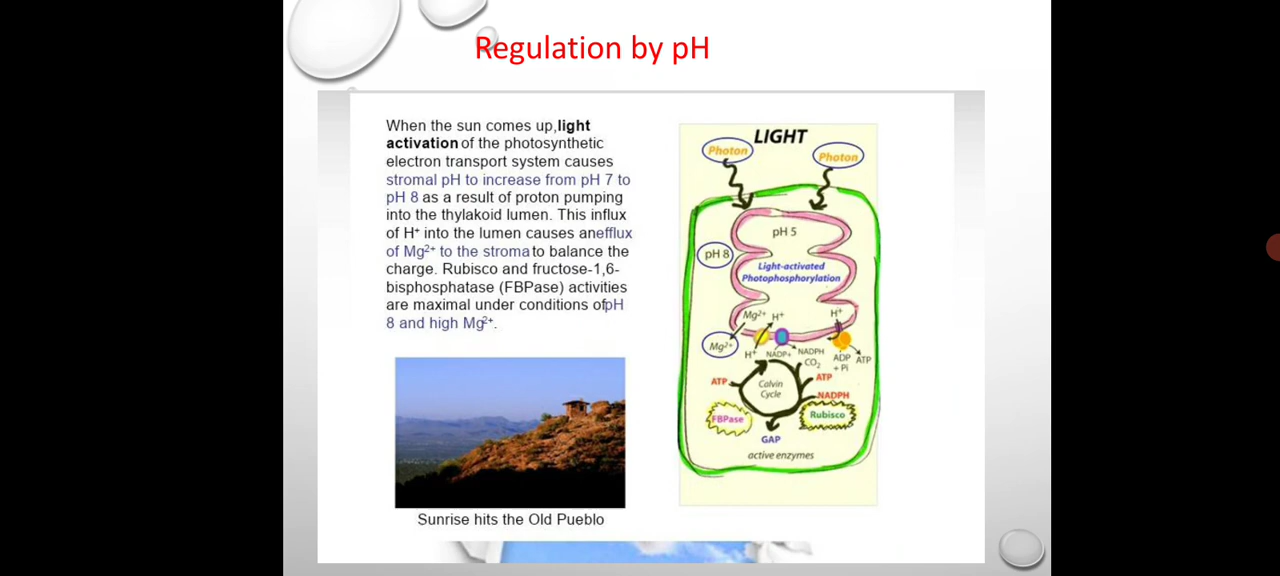 Regulation by pH
When the sun comes up,light
activation of the photosynthetic
electron transport system causes
stromal pH to increase from pH 7 to
pH 8 as a result of proton pumping
into the thylakoid lumen. This influx
of H⁺ into the lumen causes anefflux
of Mg²⁺ to the stroma to balance the
charge. Rubisco and fructose-1,6-
bisphosphatase (FBPase) activities
are maximal under conditions ofpH
8 and high Mg²⁺.
Sunrise hits the Old Pueblo
LIGHT
Photon
Photon
pH 5
pH 8
Light-activated
Photophosphorylation
Mg²⁺ H⁺
H⁺
Mg²⁺
H⁺ NADP+ NADPH
ADP ATP
+ Pi
CO₂
ATP
ATP
Calvin
Cycle
NADPH
FBPase
Rubisco
GAP
active enzymes